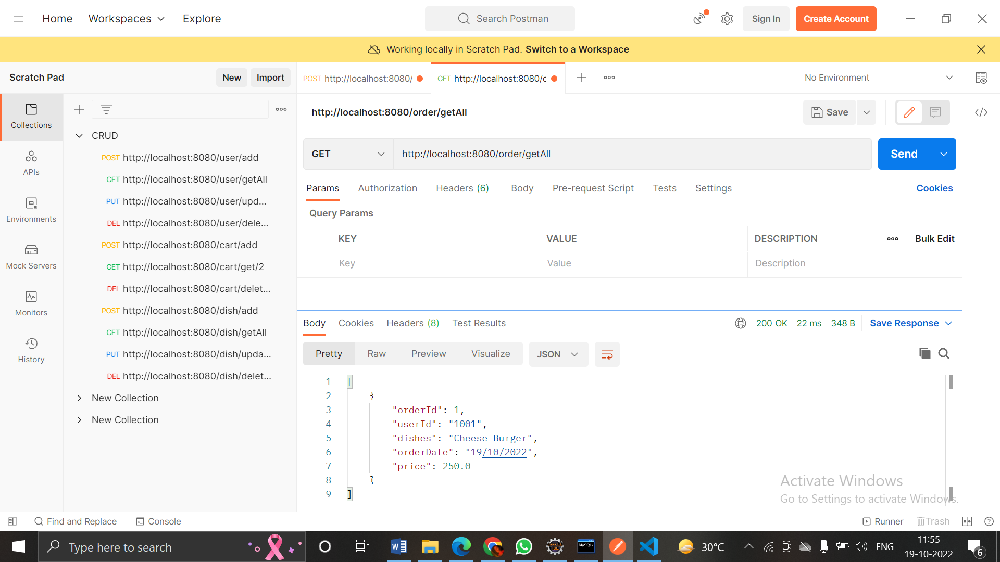 Home Workspaces Explore Search Postman Sign In Create Account
Working locally in Scratch Pad. Switch to a Workspace
Scratch Pad New Import
POST http://localhost:8080/ GET http://localhost:8080/c No Environment
Collections
APIs
Environments
Mock Servers
Monitors
History
CRUD
POST http://localhost:8080/user/add
GET http://localhost:8080/user/getAll
PUT http://localhost:8080/user/upd...
DEL http://localhost:8080/user/dele...
POST http://localhost:8080/cart/add
GET http://localhost:8080/cart/get/2
DEL http://localhost:8080/cart/delet...
POST http://localhost:8080/dish/add
GET http://localhost:8080/dish/getAll
PUT http://localhost:8080/dish/upda...
DEL http://localhost:8080/dish/delet...
New Collection
New Collection
http://localhost:8080/order/getAll Save
GET http://localhost:8080/order/getAll Send
Params Authorization Headers (6) Body Pre-request Script Tests Settings Cookies
Query Params
KEY VALUE DESCRIPTION Bulk Edit
Key Value Description
Body Cookies Headers (8) Test Results 200 OK 22 ms 348 B Save Response
Pretty Raw Preview Visualize JSON
1 [
2 {
3 "orderId": 1,
4 "userId": "1001",
5 "dishes": "Cheese Burger",
6 "orderDate": "19/10/2022",
7 "price": 250.0
8 }
9 ]
Activate Windows
Go to Settings to activate Windows.
Find and Replace Console Runner Trash
Type here to search 30°C ENG 11:55
19-10-2022 6